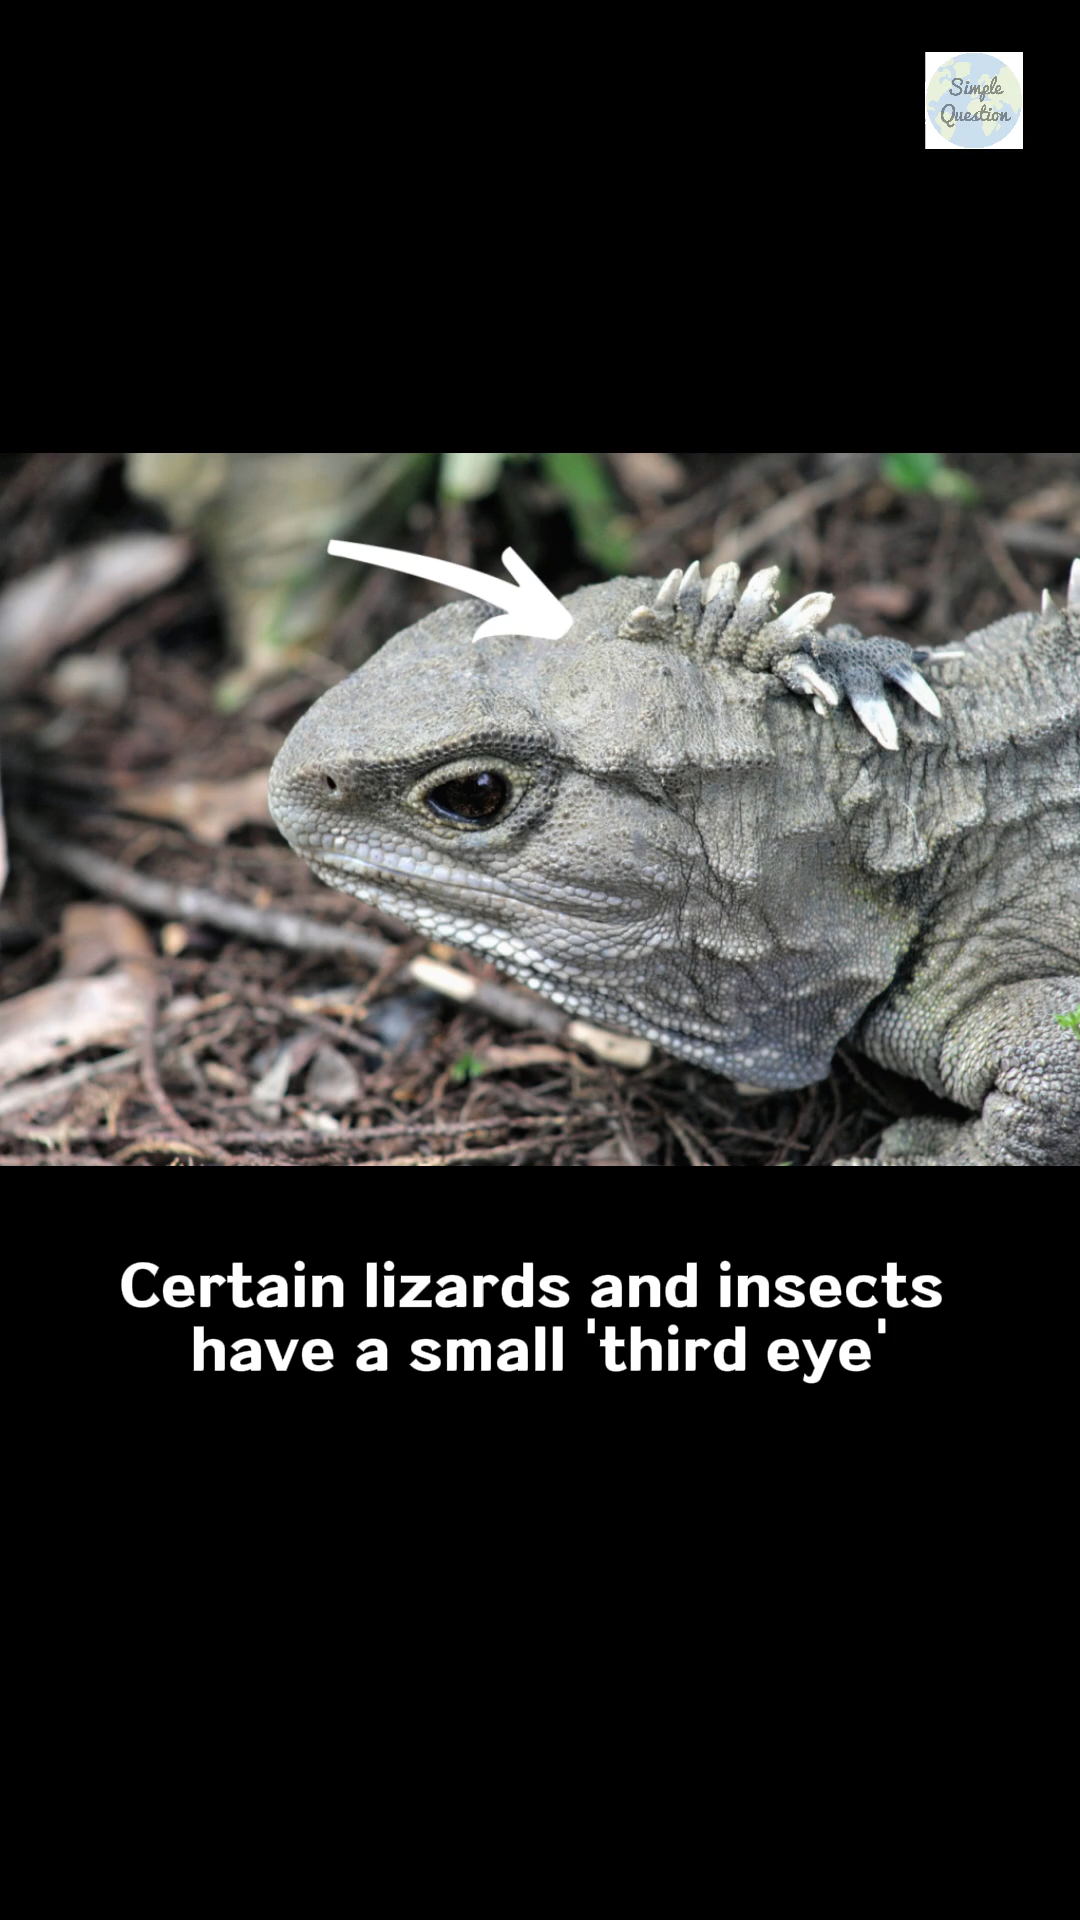 Simple
Question
Certain lizards and insects
have a small 'third eye'